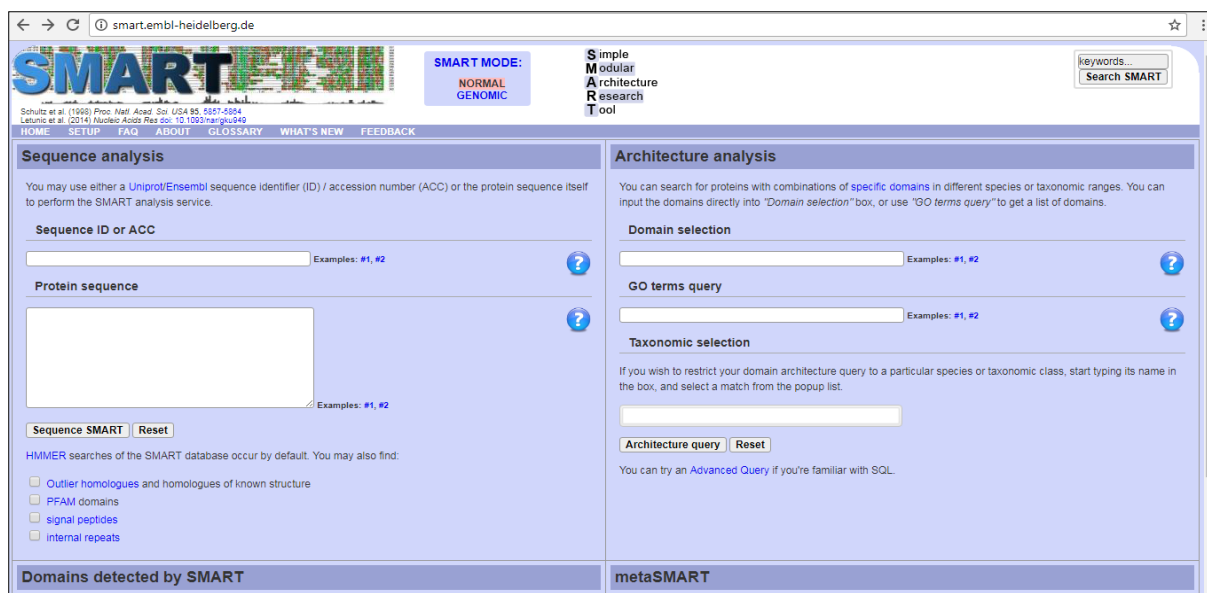 smart.embl-heidelberg.de
SMART
SMART MODE:
NORMAL
GENOMIC
Simple
Modular
Architecture
Research
Tool
keywords...
Search SMART
Schultz et al. (1998) Proc. Natl. Acad. Sci. USA 95, 5857-5864
Letunic et al. (2014) Nucleic Acids Res doi: 10.1093/nar/gku949
HOME SETUP FAQ ABOUT GLOSSARY WHAT'S NEW FEEDBACK
Sequence analysis
You may use either a Uniprot/Ensembl sequence identifier (ID) / accession number (ACC) or the protein sequence itself
to perform the SMART analysis service.
Sequence ID or ACC
Examples: #1, #2
?
Protein sequence
?
Examples: #1, #2
Sequence SMART Reset
HMMER searches of the SMART database occur by default. You may also find:
Outlier homologues and homologues of known structure
PFAM domains
signal peptides
internal repeats
Domains detected by SMART
Architecture analysis
You can search for proteins with combinations of specific domains in different species or taxonomic ranges. You can
input the domains directly into "Domain selection" box, or use "GO terms query" to get a list of domains.
Domain selection
Examples: #1, #2
?
GO terms query
Examples: #1, #2
?
Taxonomic selection
If you wish to restrict your domain architecture query to a particular species or taxonomic class, start typing its name in
the box, and select a match from the popup list.
Architecture query Reset
You can try an Advanced Query if you're familiar with SQL.
metaSMART